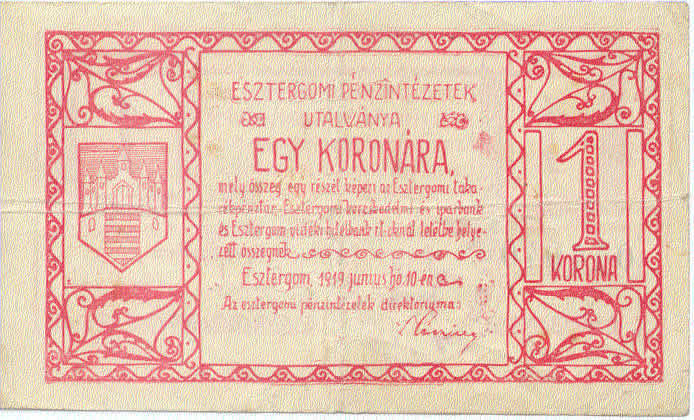 ESZTERGOMI PÉNZINTÉZETEK
UTALVÁNYA
EGY KORONÁRA,
mely összeg egy részét képezi az Esztergomi taka-
rékpénztár, Esztergomi kereskedelmi és iparbank
és Esztergom vidéki hitelbank rt.-oknál letétbe helye-
zett összegnek
Esztergom, 1919 junius hó 10-én
Az esztergomi pénzintézetek direktoriuma:
1
KORONA